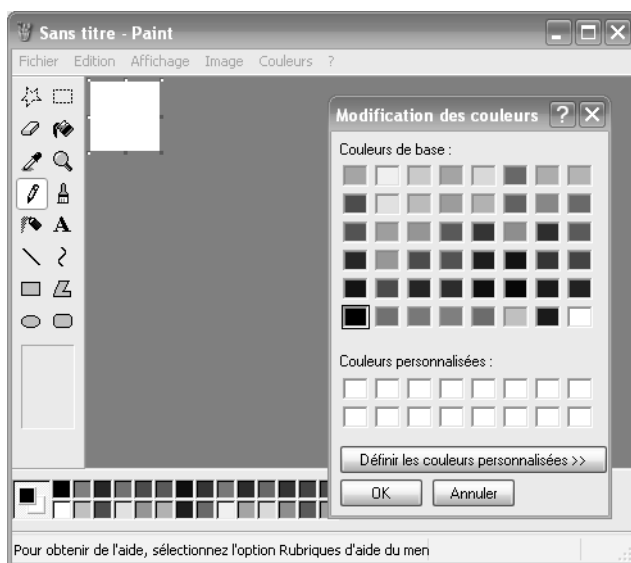 Sans titre - Paint
Fichier Edition Affichage Image Couleurs ?
Modification des couleurs
Couleurs de base :
A
Couleurs personnalisées :
Définir les couleurs personnalisées >>
OK Annuler
Pour obtenir de l'aide, sélectionnez l'option Rubriques d'aide du men